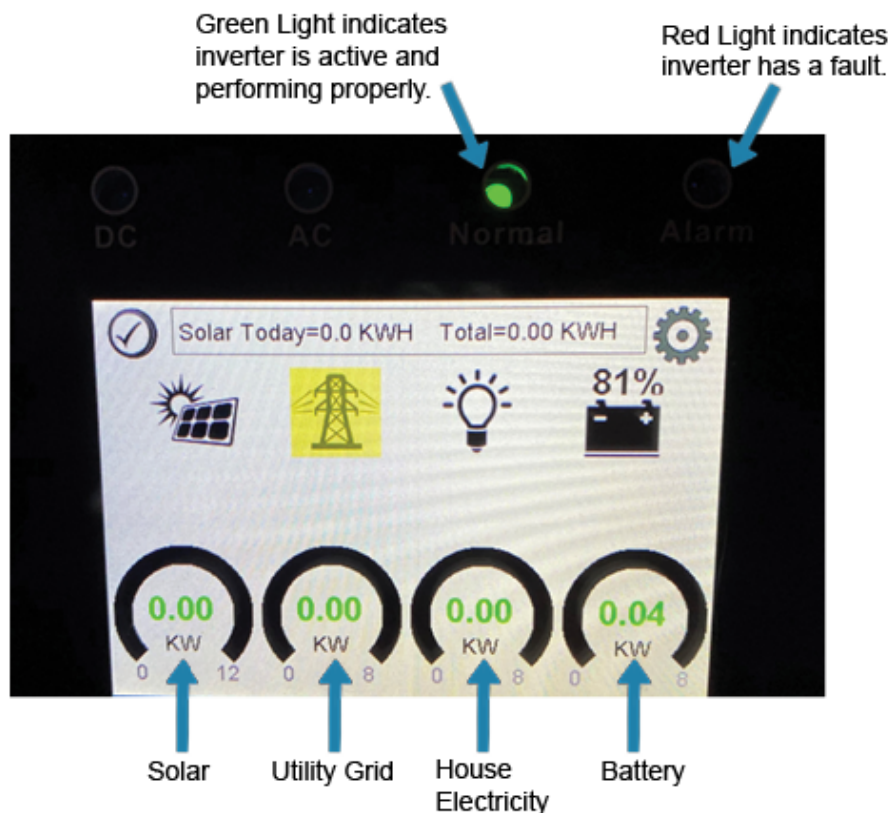 Green Light indicates
inverter is active and
performing properly.
Red Light indicates
inverter has a fault.
DC AC Normal Alarm
Solar Today=0.0 KWH Total=0.00 KWH
81%
0.00 0.00 0.00 0.04
KW KW KW KW
0 12 0 8 0 8 0 8
Solar Utility Grid House
Electricity
Battery